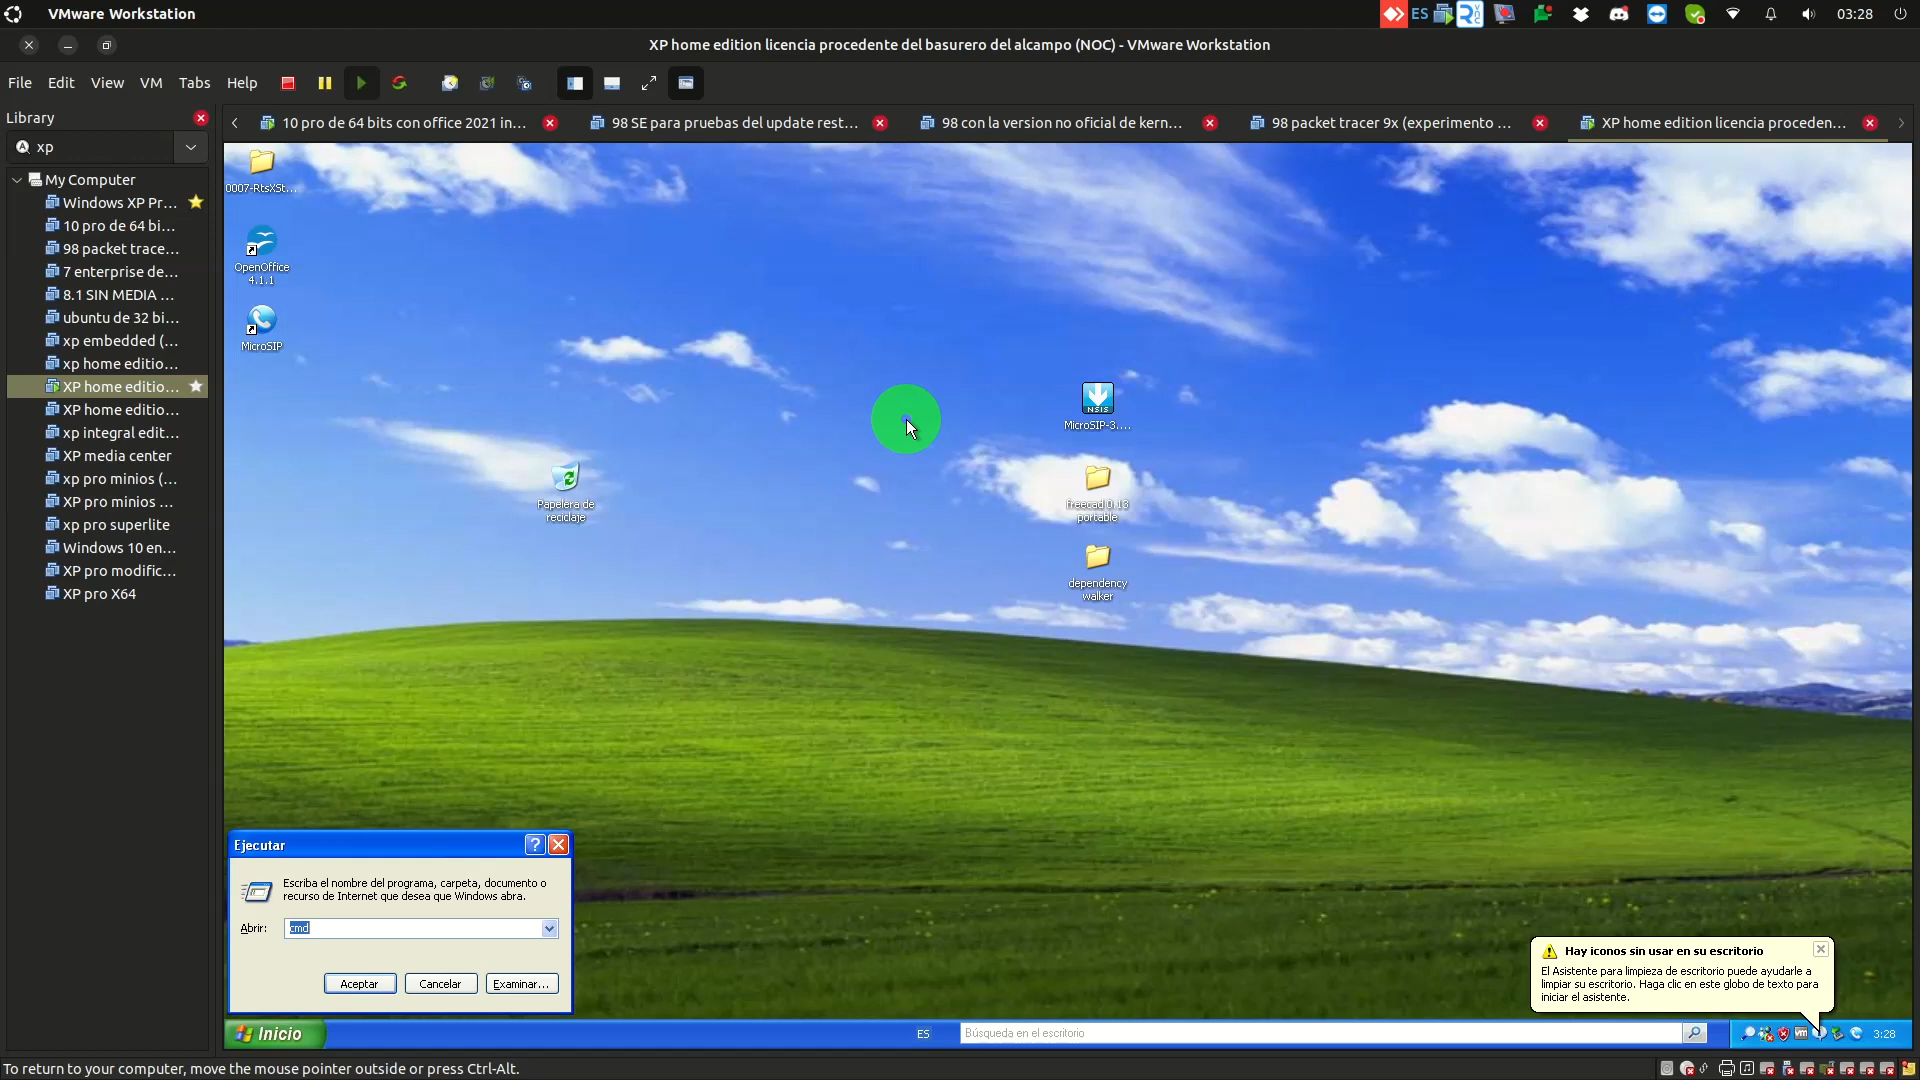 VMware Workstation
ES
03:28
XP home edition licencia procedente del basurero del alcampo (NOC) - VMware Workstation
File Edit View VM Tabs Help
Library
10 pro de 64 bits con office 2021 in...
98 SE para pruebas del update rest...
98 con la version no oficial de kern...
98 packet tracer 9x (experimento ...
XP home edition licencia proceden...
xp
My Computer
Windows XP Pr...
10 pro de 64 bi...
98 packet trace...
7 enterprise de...
8.1 SIN MEDIA ...
ubuntu de 32 bi...
xp embedded (...
xp home editio...
XP home editio...
XP home editio...
xp integral edit...
XP media center
xp pro minios (...
XP pro minios ...
xp pro superlite
Windows 10 en...
XP pro modific...
XP pro X64
0007-RtsXSt...
OpenOffice
4.1.1
MicroSIP
NSIS
MicroSIP-3....
Papelera de
reciclaje
freecad 0.13
portable
dependency
walker
Ejecutar
Escriba el nombre del programa, carpeta, documento o
recurso de Internet que desea que Windows abra.
Abrir: cmd
Aceptar Cancelar Examinar...
Hay iconos sin usar en su escritorio
El Asistente para limpieza de escritorio puede ayudarle a
limpiar su escritorio. Haga clic en este globo de texto para
iniciar el asistente.
Inicio
ES
Búsqueda en el escritorio
3:28
To return to your computer, move the mouse pointer outside or press Ctrl-Alt.